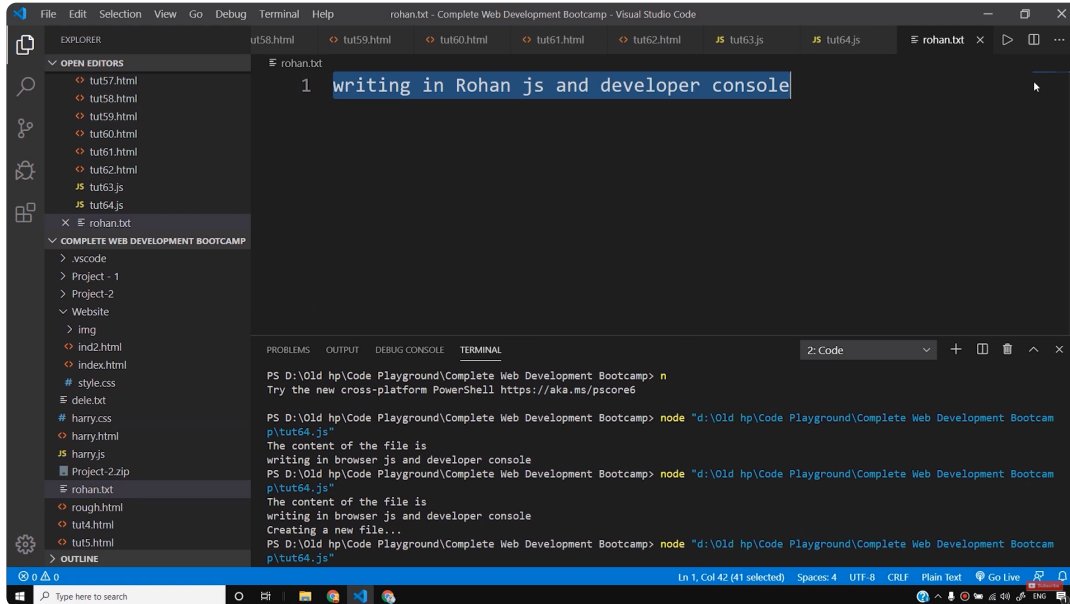 File Edit Selection View Go Debug Terminal Help rohan.txt - Complete Web Development Bootcamp - Visual Studio Code
EXPLORER
OPEN EDITORS
tut57.html
tut58.html
tut59.html
tut60.html
tut61.html
tut62.html
JS tut63.js
JS tut64.js
rohan.txt
COMPLETE WEB DEVELOPMENT BOOTCAMP
.vscode
Project - 1
Project-2
Website
img
ind2.html
index.html
# style.css
dele.txt
# harry.css
harry.html
JS harry.js
Project-2.zip
rohan.txt
rough.html
tut4.html
tut5.html
OUTLINE
ut58.html tut59.html tut60.html tut61.html tut62.html JS tut63.js JS tut64.js rohan.txt
rohan.txt
1 writing in Rohan js and developer console
PROBLEMS OUTPUT DEBUG CONSOLE TERMINAL 2: Code
PS D:\Old hp\Code Playground\Complete Web Development Bootcamp> n
Try the new cross-platform PowerShell https://aka.ms/pscore6
PS D:\Old hp\Code Playground\Complete Web Development Bootcamp> node "d:\Old hp\Code Playground\Complete Web Development Bootcam
p\tut64.js"
The content of the file is
writing in browser js and developer console
PS D:\Old hp\Code Playground\Complete Web Development Bootcamp> node "d:\Old hp\Code Playground\Complete Web Development Bootcam
p\tut64.js"
The content of the file is
writing in browser js and developer console
Creating a new file...
PS D:\Old hp\Code Playground\Complete Web Development Bootcamp> node "d:\Old hp\Code Playground\Complete Web Development Bootcam
p\tut64.js"
0 0 Ln 1, Col 42 (41 selected) Spaces: 4 UTF-8 CRLF Plain Text Go Live
Subscribe
Type here to search ENG